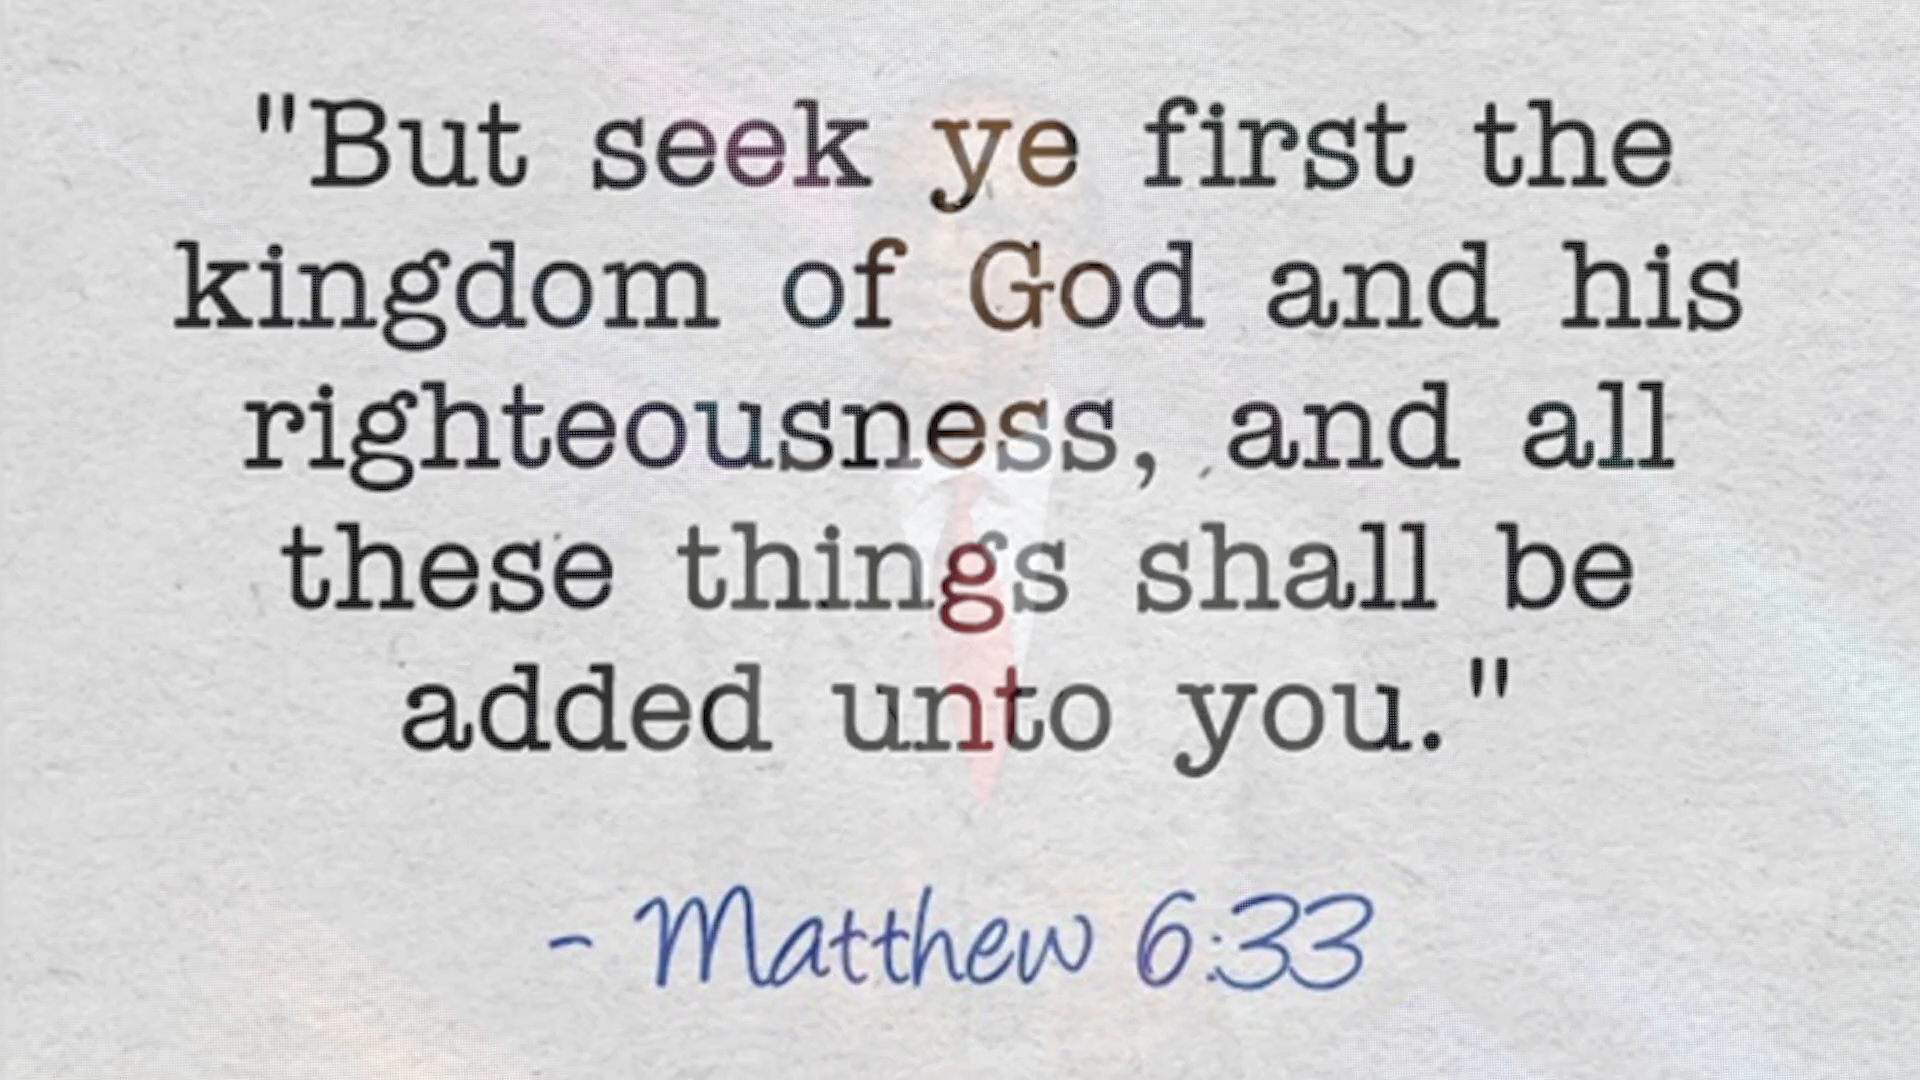 "But seek ye first the
kingdom of God and his
righteousness, and all
these things shall be
added unto you."
- Matthew 6:33